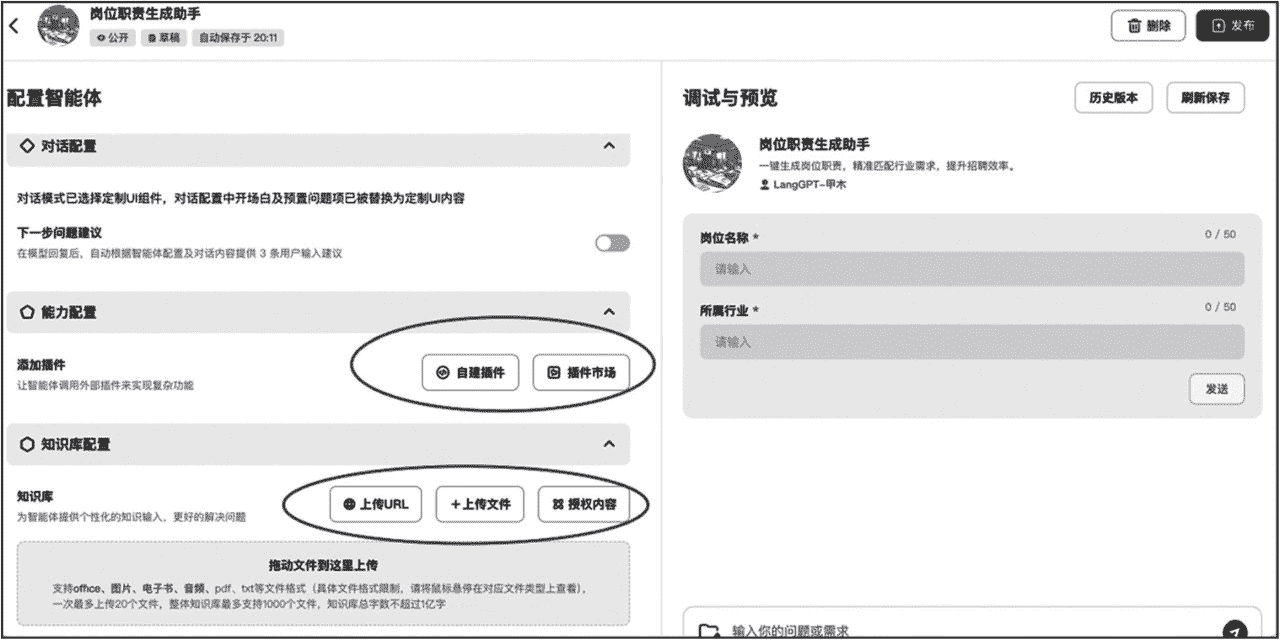 岗位职责生成助手
公开 草稿 自动保存于 20:11
删除 发布
配置智能体
对话配置
对话模式已选择定制UI组件，对话配置中开场白及预置问题项已被替换为定制UI内容
下一步问题建议
在模型回复后，自动根据智能体配置及对话内容提供 3 条用户输入建议
能力配置
添加插件
让智能体调用外部插件来实现复杂功能
自建插件 插件市场
知识库配置
知识库
为智能体提供个性化的知识输入，更好的解决问题
上传URL +上传文件 授权内容
拖动文件到这里上传
支持office、图片、电子书、音频、pdf、txt等文件格式（具体文件格式限制，请将鼠标悬停在对应文件类型上查看），
一次最多上传20个文件，整体知识库最多支持1000个文件，知识库总字数不超过1亿字
调试与预览
历史版本 刷新保存
岗位职责生成助手
一键生成岗位职责，精准匹配行业需求，提升招聘效率。
LangGPT-甲木
岗位名称 * 0 / 50
请输入
所属行业 * 0 / 50
请输入
发送
输入你的问题或需求